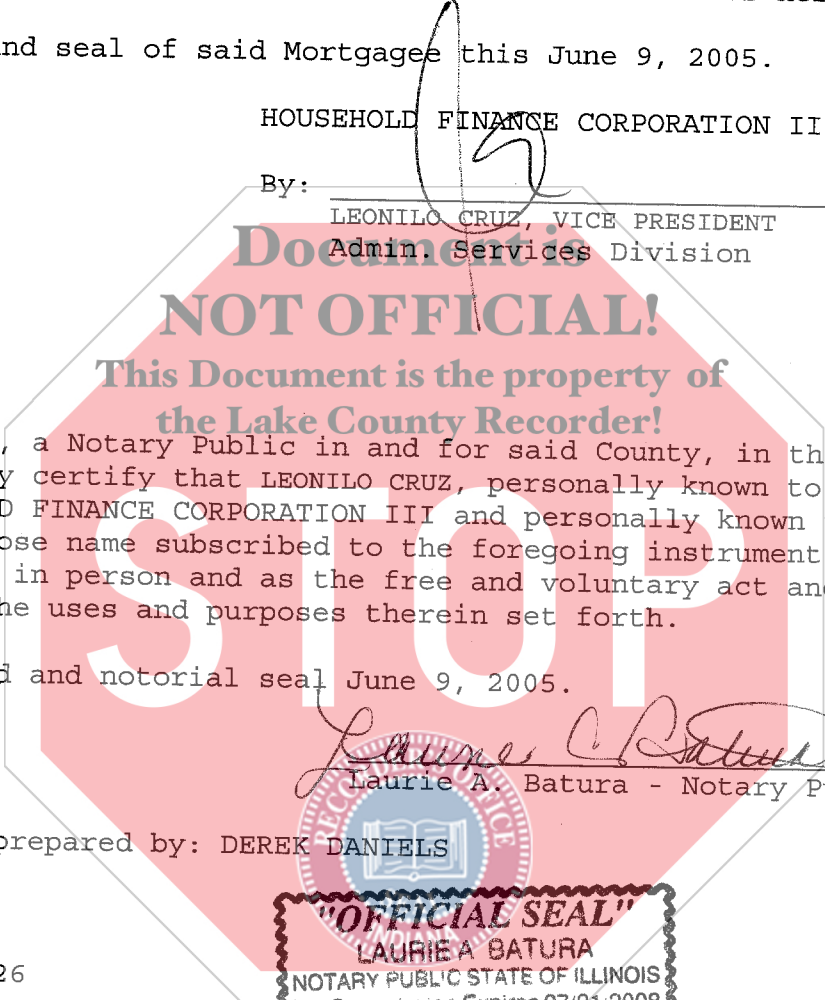 nd seal of said Mortgagee this June 9, 2005.
HOUSEHOLD FINANCE CORPORATION II
By:
LEONILO CRUZ, VICE PRESIDENT
Admin. Services Division
Document is
NOT OFFICIAL!
This Document is the property of
the Lake County Recorder!
, a Notary Public in and for said County, in th
y certify that LEONILO CRUZ, personally known to
D FINANCE CORPORATION III and personally known
ose name subscribed to the foregoing instrument
in person and as the free and voluntary act an
he uses and purposes therein set forth.
d and notorial seal June 9, 2005.
STOP
Laurie A. Batura - Notary P
prepared by: DEREK DANIELS
RECORDER'S OFFICE
INDIANA
"OFFICIAL SEAL"
LAURIE A BATURA
NOTARY PUBLIC STATE OF ILLINOIS
26